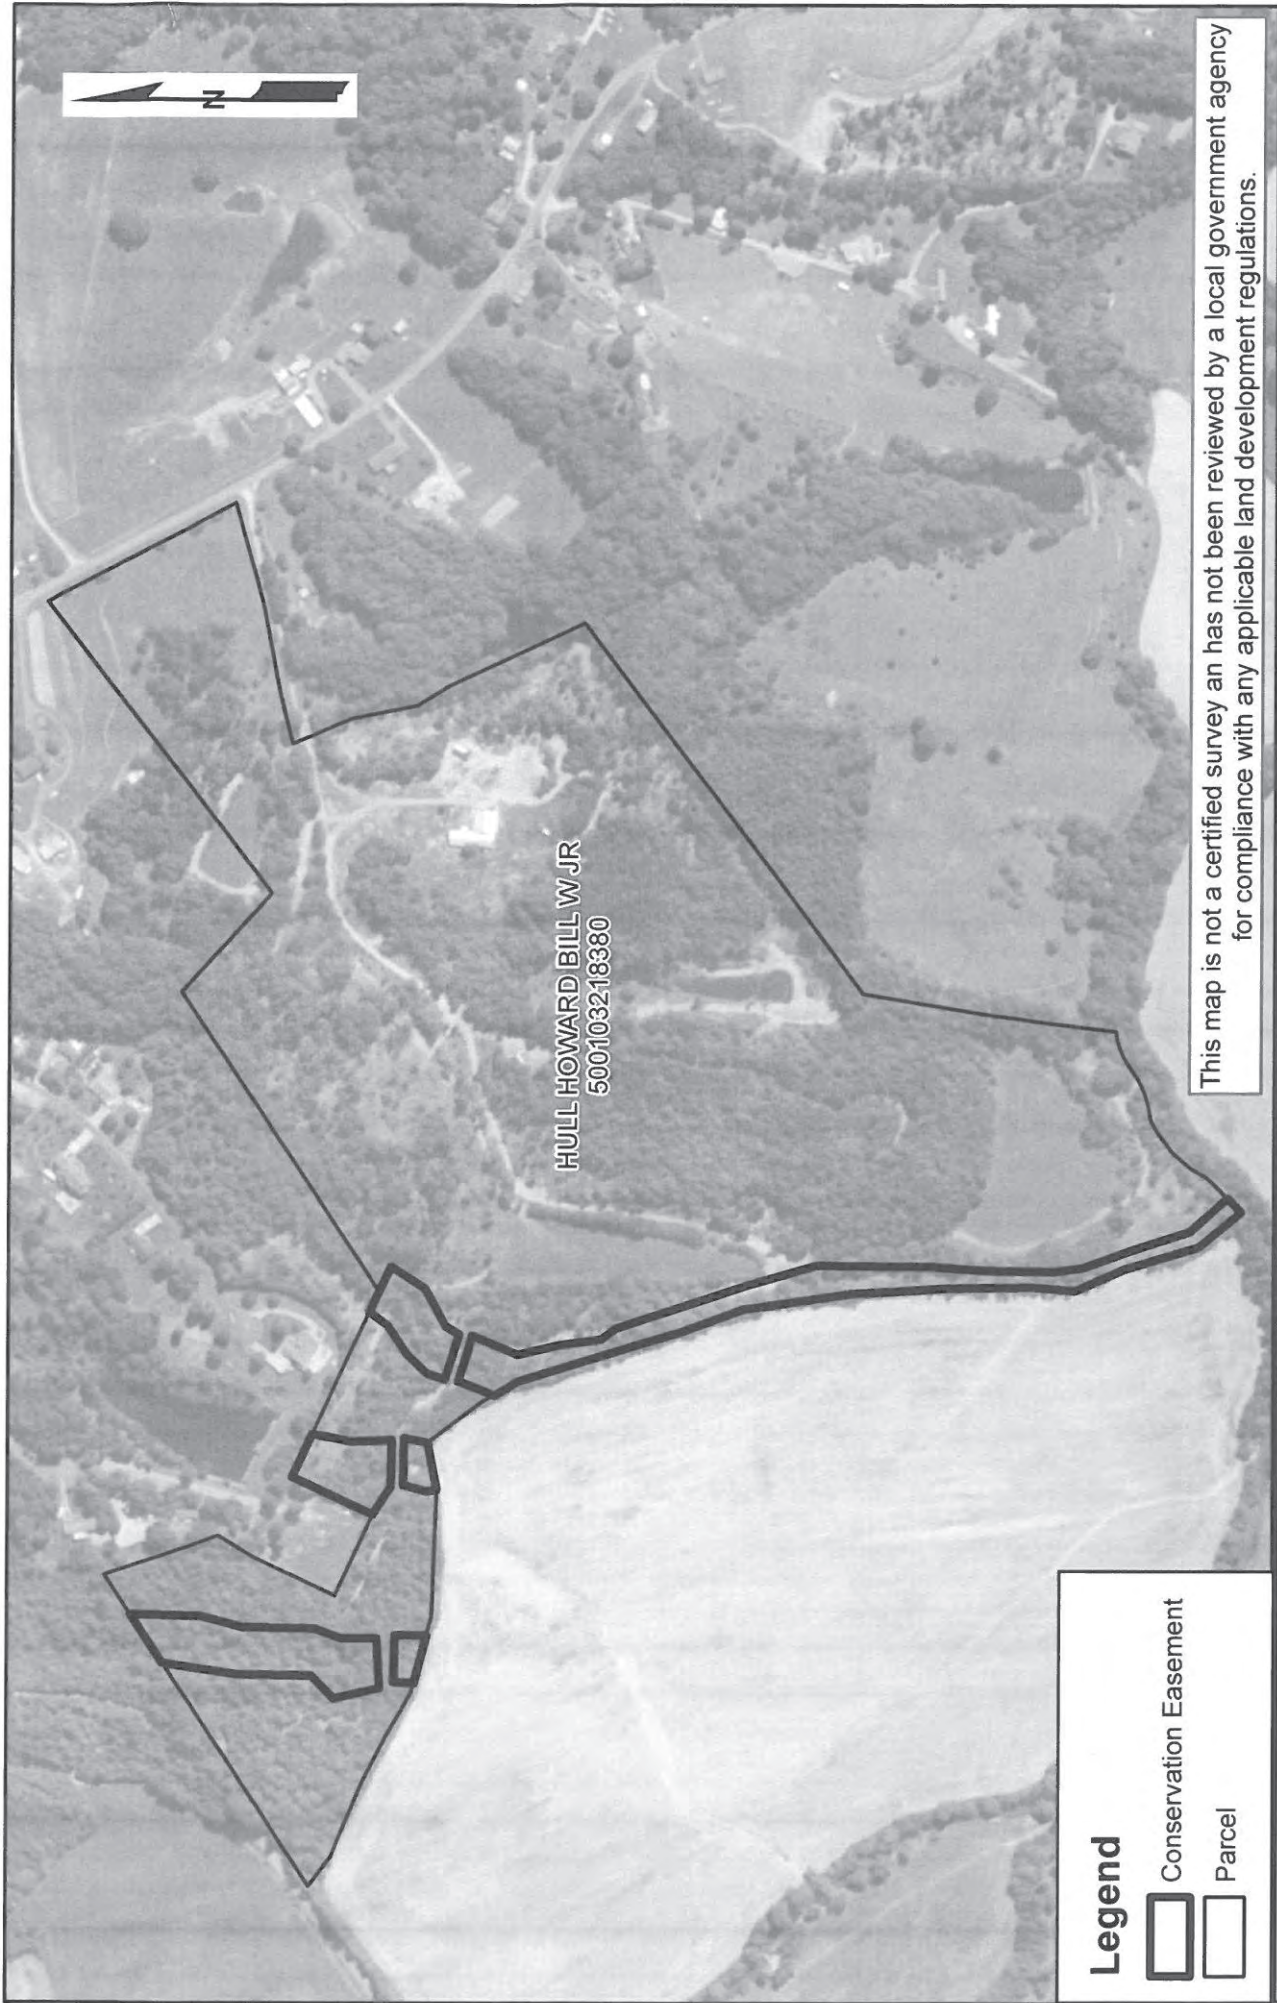 N
HULL HOWARD BILL W JR
500103218380
This map is not a certified survey an has not been reviewed by a local government agency
for compliance with any applicable land development regulations.
Legend
Conservation Easement
Parcel